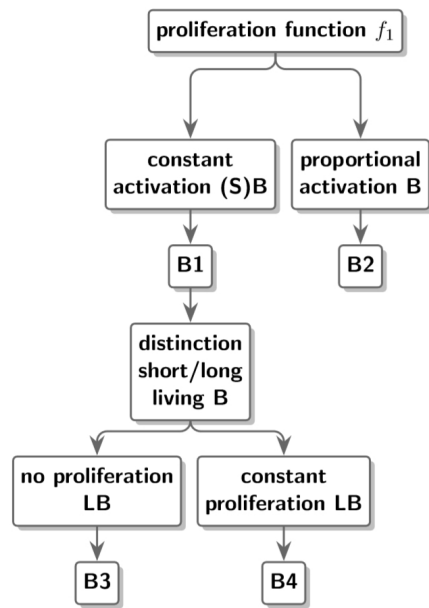 proliferation function f₁
constant
activation (S)B
proportional
activation B
B1
B2
distinction
short/long
living B
no proliferation
LB
constant
proliferation LB
B3
B4